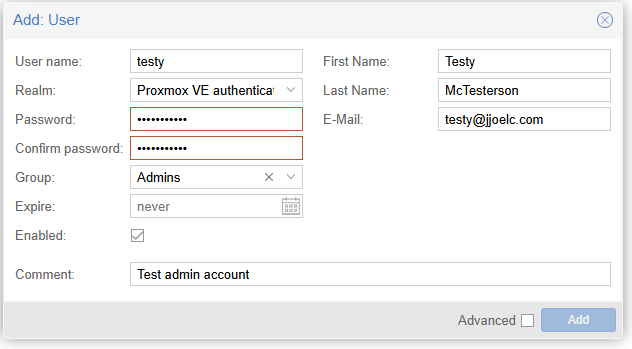 Add: User
User name: testy First Name: Testy
Realm: Proxmox VE authenticat Last Name: McTesterson
Password: ••••••••••• E-Mail: testy@jjoelc.com
Confirm password: •••••••••••
Group: Admins
Expire: never
Enabled:
Comment: Test admin account
Advanced Add